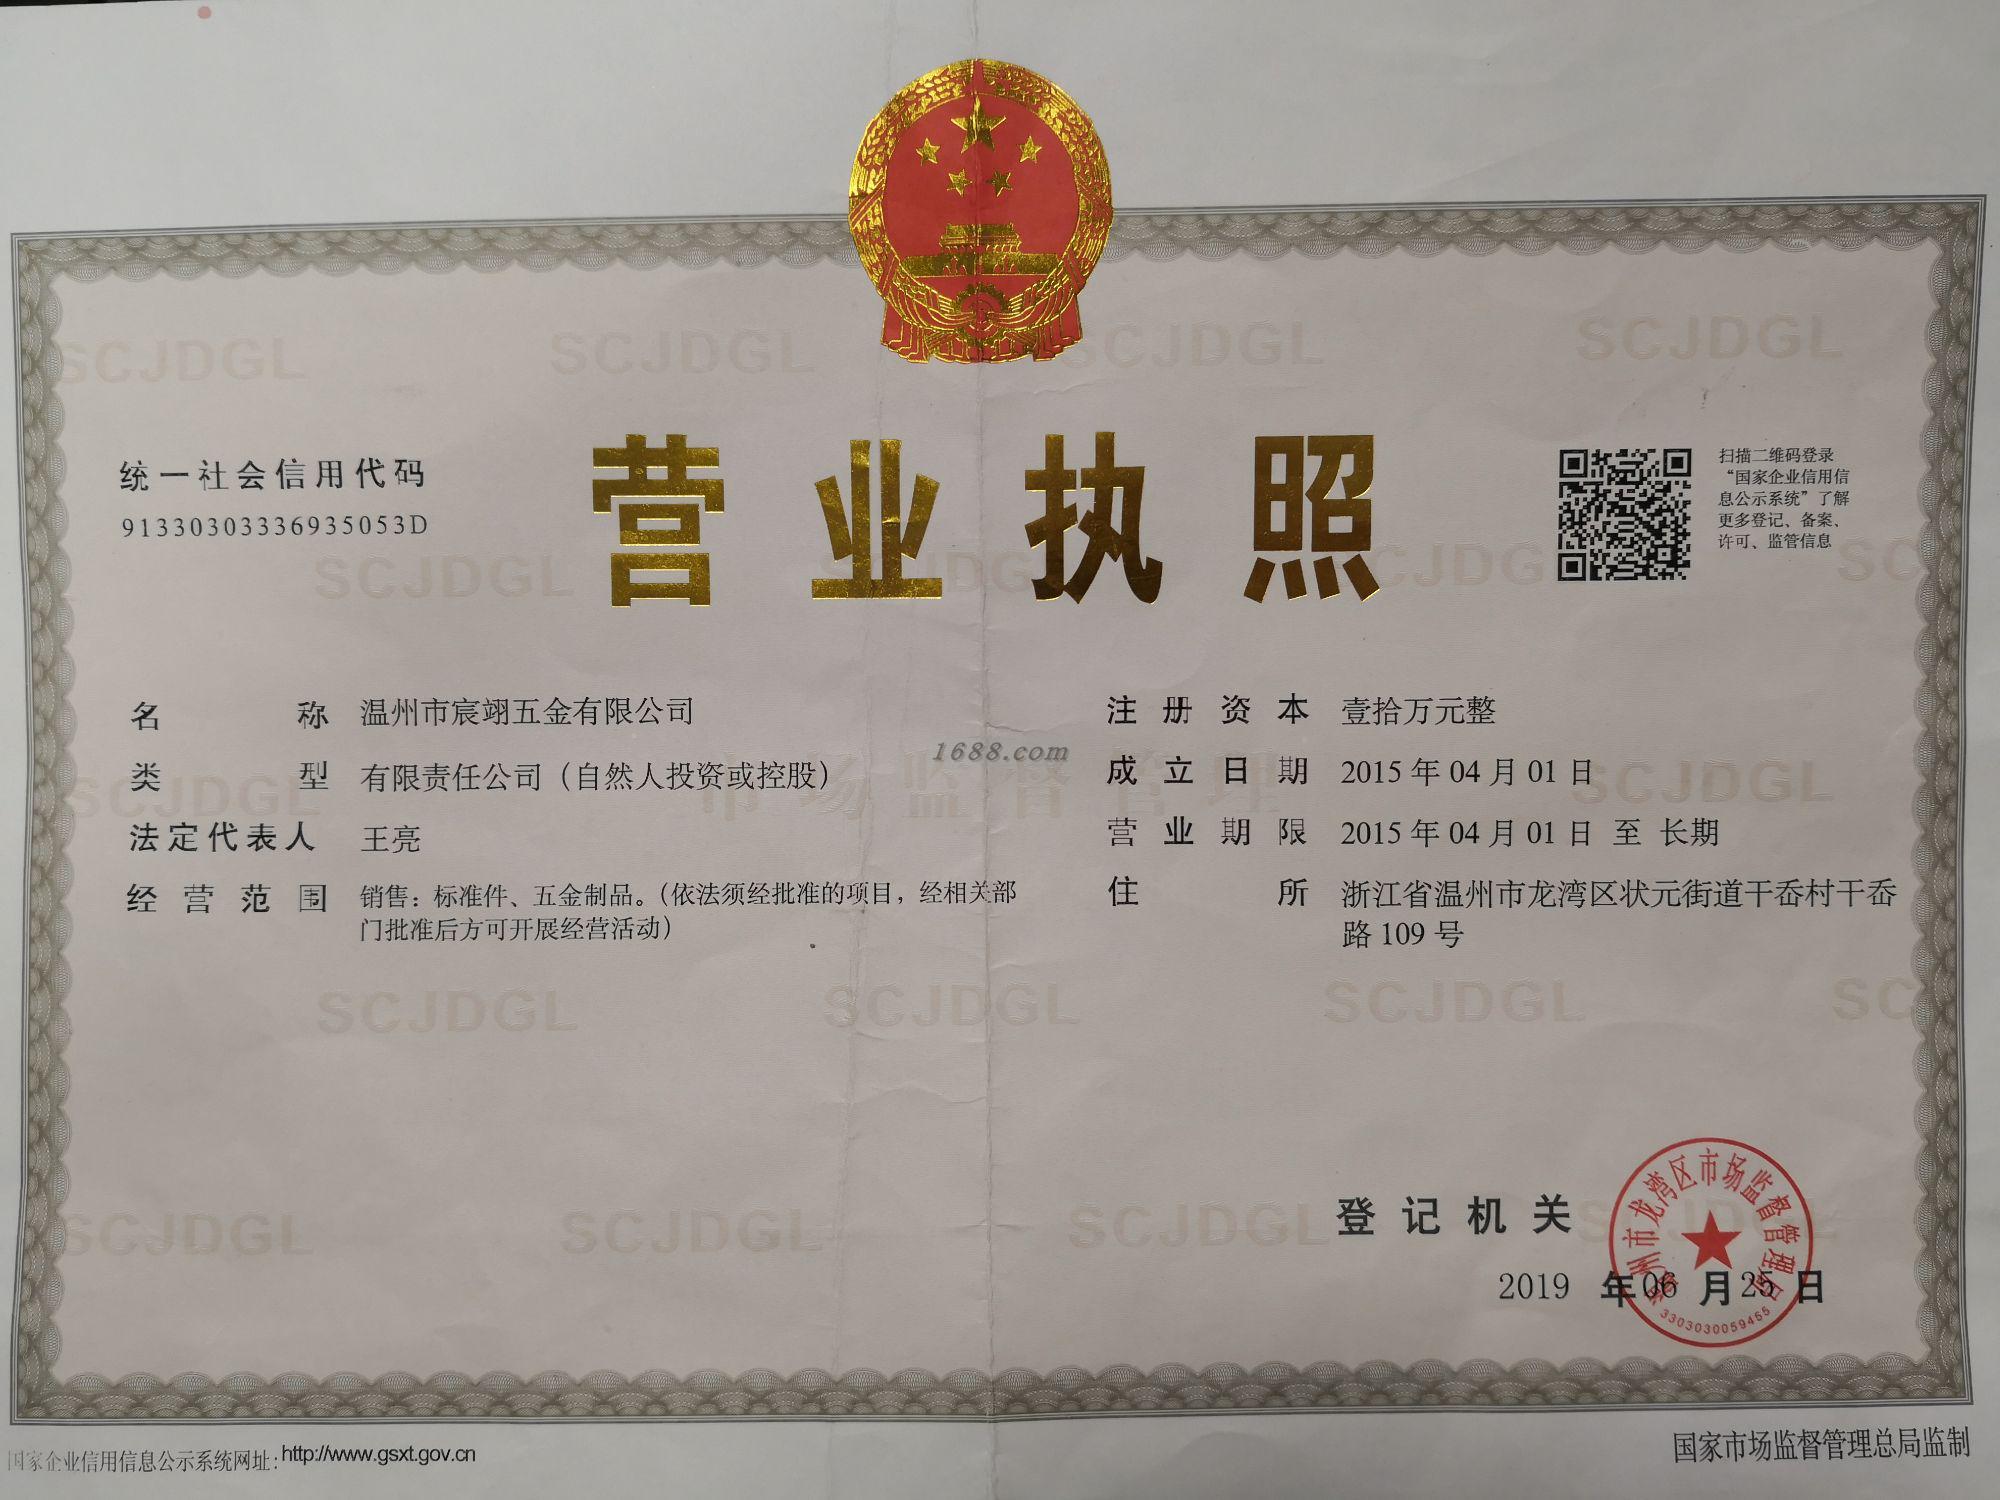 统一社会信用代码
91330303336935053D
营业执照
扫描二维码登录
“国家企业信用信
息公示系统”了解
更多登记、备案、
许可、监管信息
名称 温州市宸翊五金有限公司
类型 有限责任公司（自然人投资或控股）
法定代表人 王亮
经营范围 销售：标准件、五金制品。（依法须经批准的项目，经相关部
门批准后方可开展经营活动）
注册资本 壹拾万元整
成立日期 2015年04月01日
营业期限 2015年04月01日 至 长期
住所 浙江省温州市龙湾区状元街道干岙村干岙
路109号
1688.com
市场监督管理
SCJDGL
登记机关
2019 年06月25日
温州市龙湾区市场监督管理局
3303030059455
国家企业信用信息公示系统网址：http://www.gsxt.gov.cn
国家市场监督管理总局监制